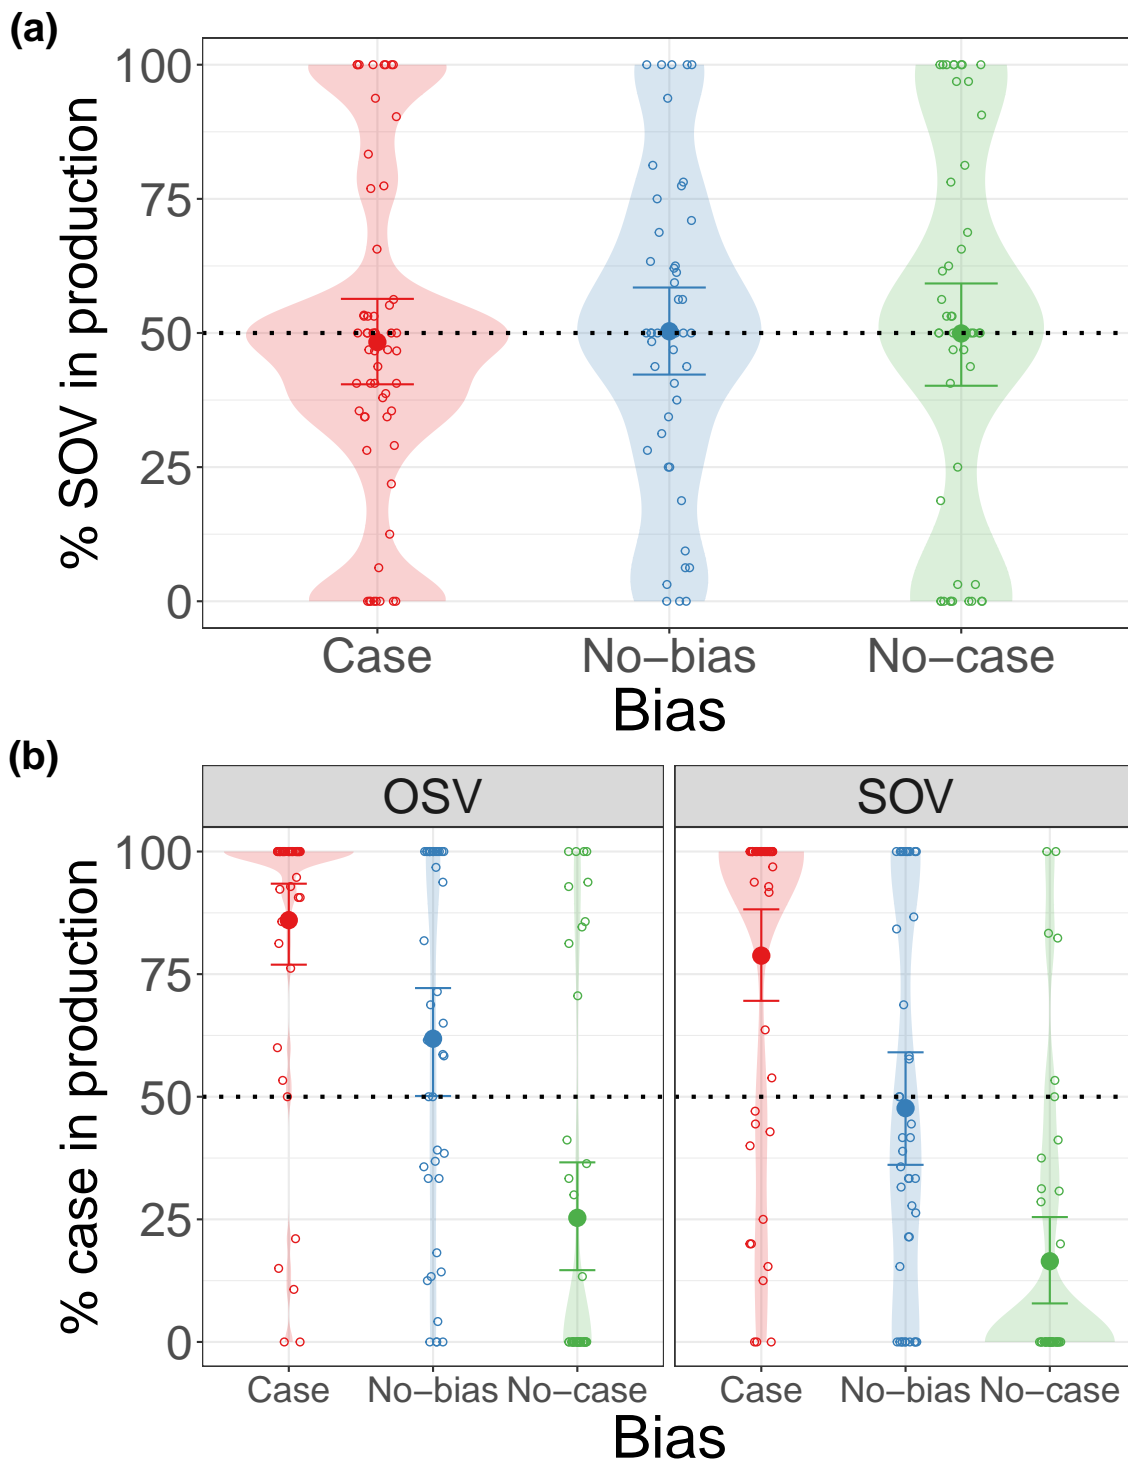 (a)
% SOV in production
100
75
50
25
0
Case No−bias No−case
Bias
(b)
OSV SOV
% case in production
100
75
50
25
0
Case No−bias No−case Case No−bias No−case
Bias